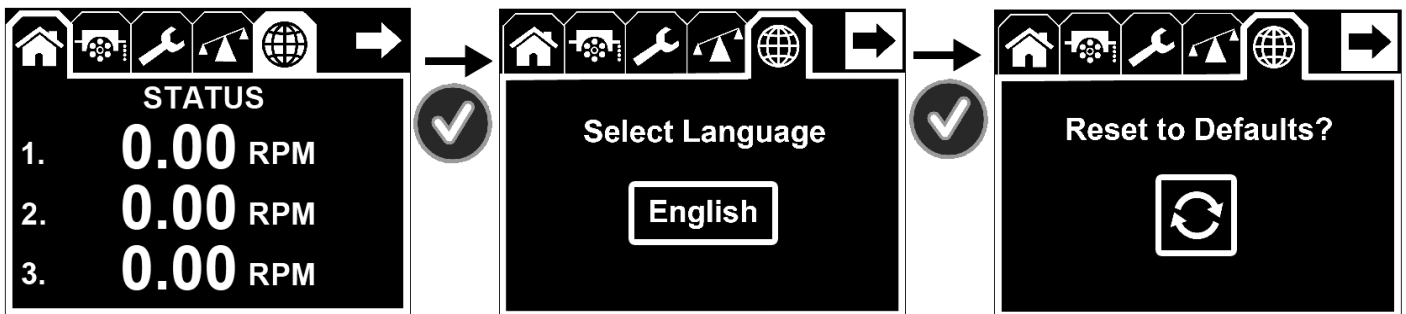 STATUS
1. 0.00 RPM
2. 0.00 RPM
3. 0.00 RPM
Select Language
English
Reset to Defaults?